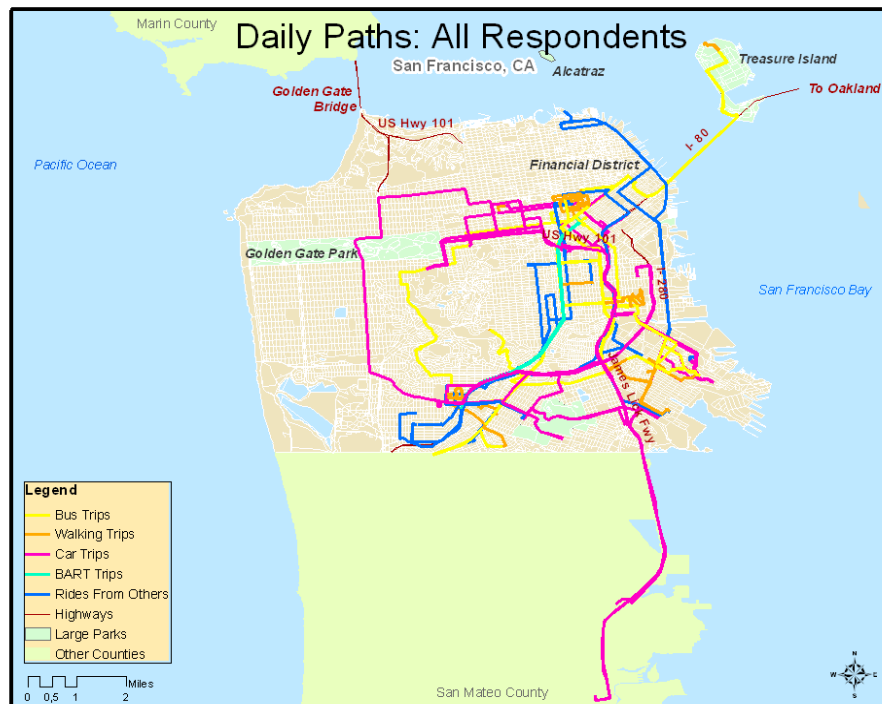 Marin County
Daily Paths: All Respondents
San Francisco, CA
Alcatraz
Treasure Island
To Oakland
Golden Gate
Bridge
US Hwy 101
I- 80
Pacific Ocean
Financial District
US Hwy 101
Golden Gate Park
I- 280
San Francisco Bay
James Lick Fwy
Legend
Bus Trips
Walking Trips
Car Trips
BART Trips
Rides From Others
Highways
Large Parks
Other Counties
Miles
0 0,5 1 2
San Mateo County
N
W E
S